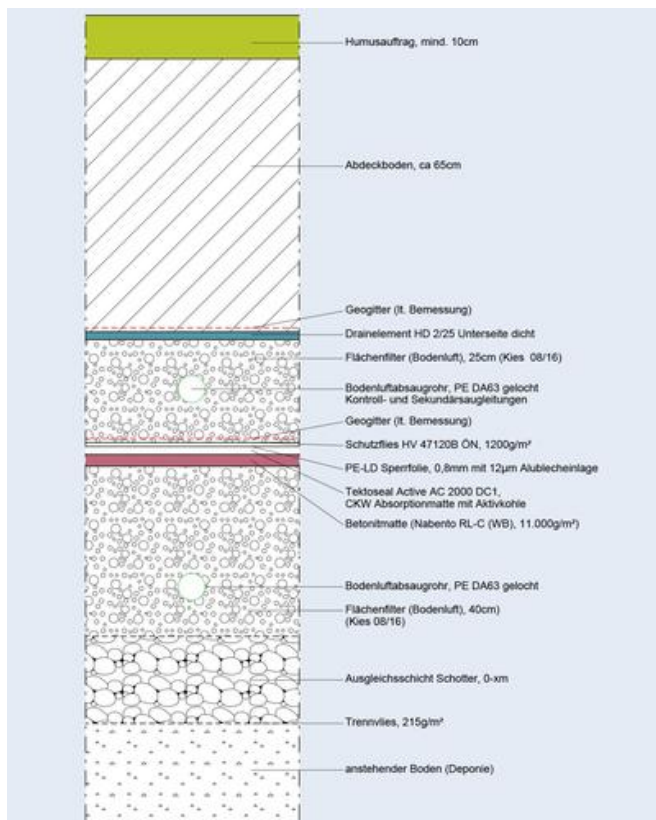 Humusauftrag, mind. 10cm
Abdeckboden, ca 65cm
Geogitter (lt. Bemessung)
Drainelement HD 2/25 Unterseite dicht
Flächenfilter (Bodenluft), 25cm (Kies 08/16)
Bodenluftabsaugrohr, PE DA63 gelocht
Kontroll- und Sekundärsaugleitungen
Geogitter (lt. Bemessung)
Schutzflies HV 47120B ÖN, 1200g/m²
PE-LD Sperrfolie, 0,8mm mit 12µm Alublecheinlage
Tektoseal Active AC 2000 DC1,
CKW Absorptionmatte mit Aktivkohle
Betonitmatte (Nabento RL-C (WB), 11.000g/m²)
Bodenluftabsaugrohr, PE DA63 gelocht
Flächenfilter (Bodenluft), 40cm)
(Kies 08/16)
Ausgleichsschicht Schotter, 0-xm
Trennvlies, 215g/m²
anstehender Boden (Deponie)